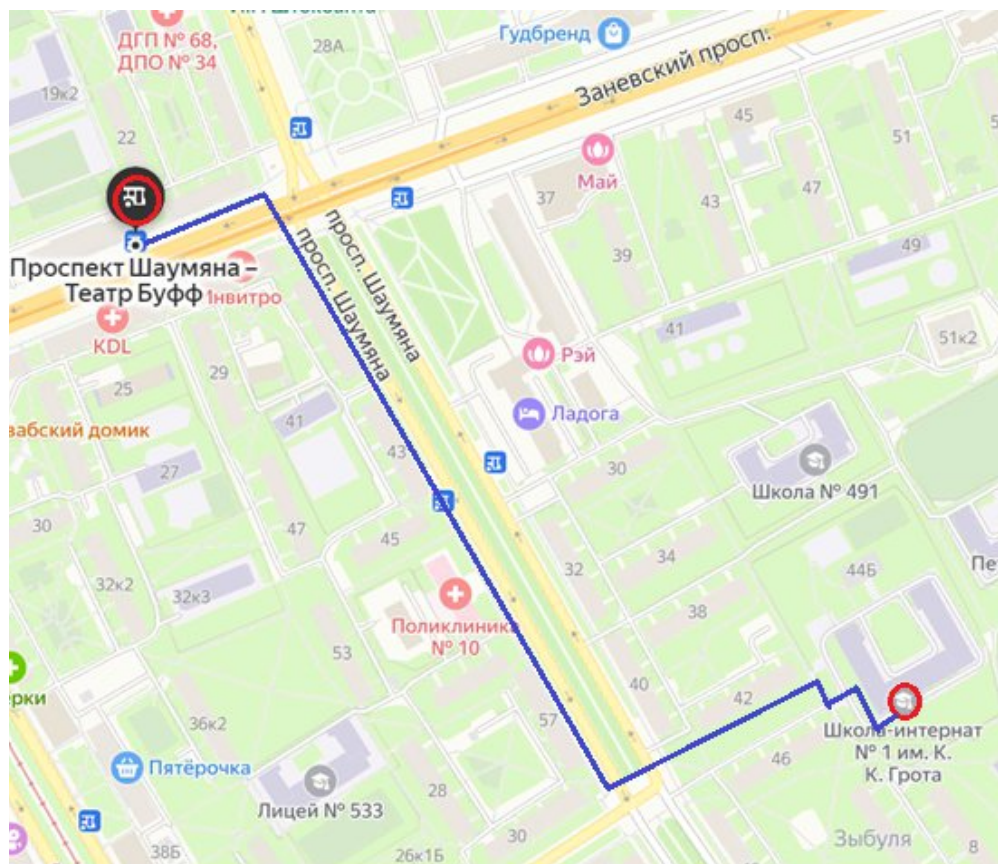 ДГП № 68,
ДПО № 34
28А
Гудбренд
Заневский просп.
19к2
22
45
51
Май
37
47
43
39
49
Проспект Шаумяна –
Театр Буфф
Инвитро
просп. Шаумяна
просп. Шаумяна
KDL
41
51к2
Рэй
29
25
Ладога
41
43
27
30
Школа № 491
30
47
45
34
32
44Б
32к2
32к3
Поликлиника
№ 10
38
53
40
42
36к2
57
Школа-интернат
№ 1 им. К.
К. Грота
46
Пятёрочка
28
Лицей № 533
30
Зыбуля
8
38Б
26к1Б